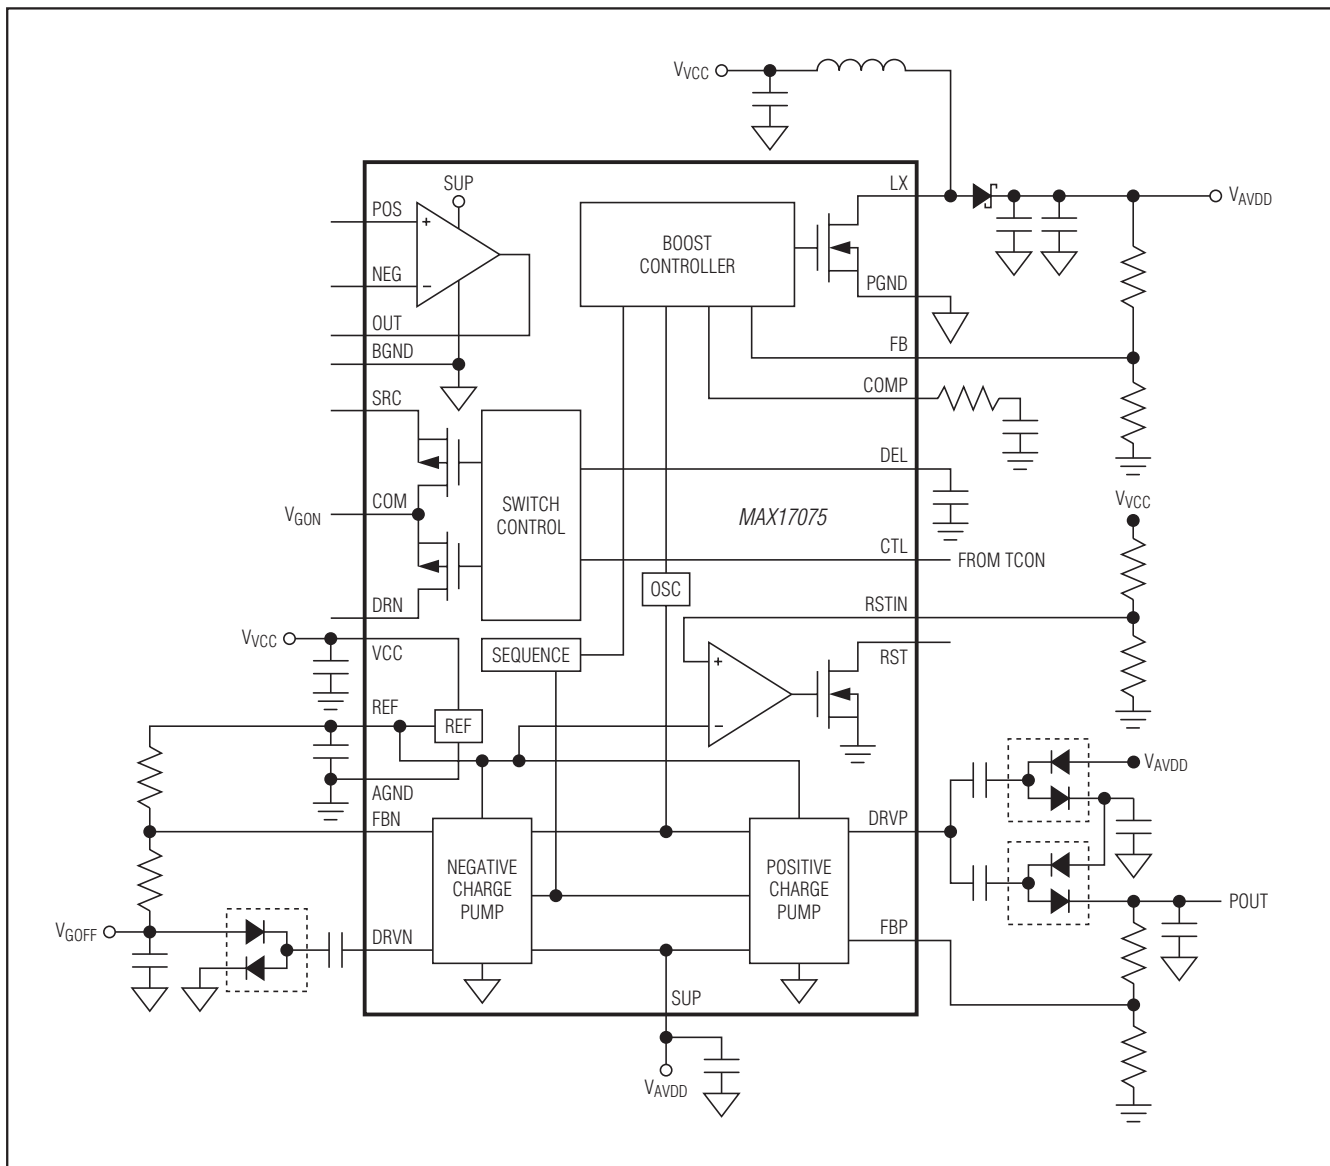 VVCC
SUP
LX
POS
+
VAVDD
BOOST
CONTROLLER
NEG
−
PGND
OUT
BGND
FB
COMP
SRC
DEL
COM
VGON
SWITCH
CONTROL
MAX17075
VVCC
CTL
FROM TCON
OSC
DRN
RSTIN
VVCC
VCC
SEQUENCE
RST
+
REF
REF
−
AGND
VAVDD
FBN
DRVP
NEGATIVE
CHARGE
PUMP
POSITIVE
CHARGE
PUMP
POUT
VGOFF
DRVN
FBP
SUP
VAVDD